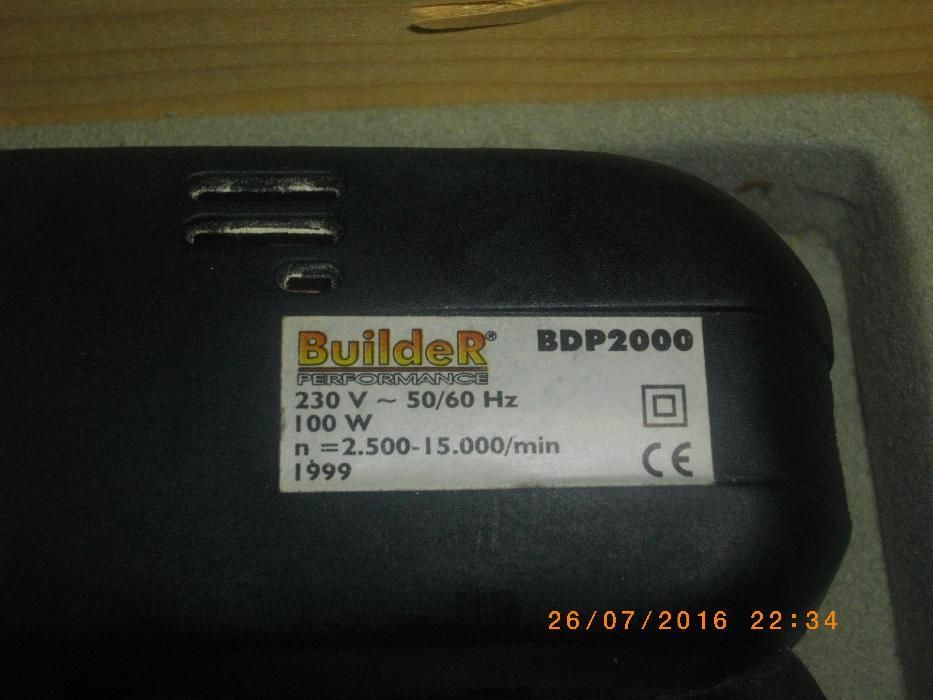 BuildeR® BDP2000
PERFORMANCE
230 V ~ 50/60 Hz
100 W
n =2.500-15.000/min
1999
CE
26/07/2016 22:34